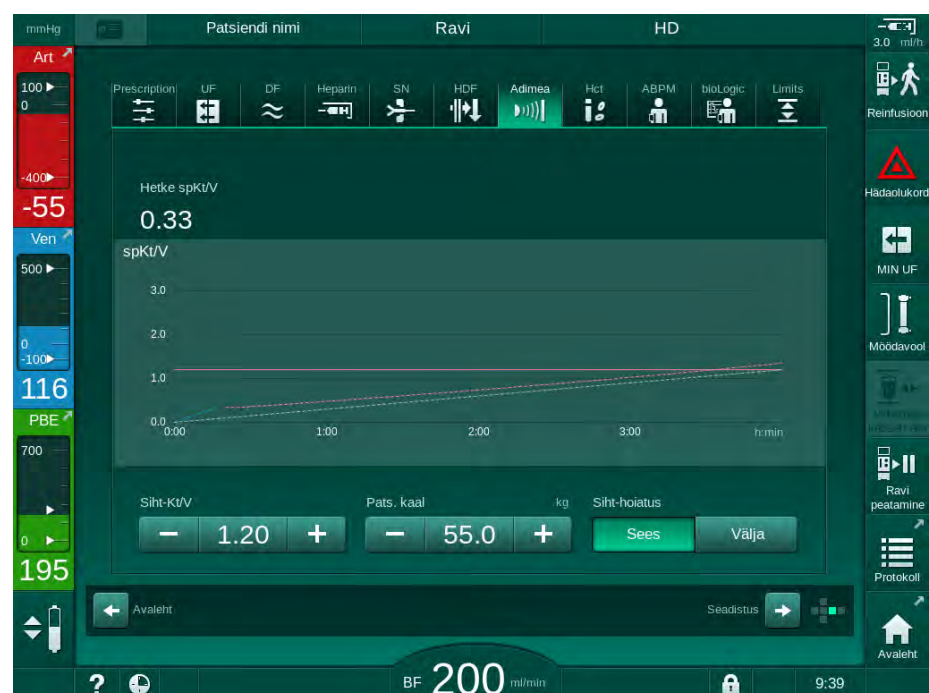 mmHg
Patsiendi nimi
Ravi
HD
3.0 ml/h
Art
100
0
-400
-55
Ven
500
0
-100
116
PBE
700
0
195
Prescription
UF
DF
Heparin
SN
HDF
Adimea
Hct
ABPM
bioLogic
Limits
Hetke spKt/V
0.33
spKt/V
3.0
2.0
1.0
0.0
0:00
1:00
2:00
3:00
h:min
Siht-Kt/V
Pats. kaal
kg
Siht-hoiatus
− 1.20 +
− 55.0 +
Sees
Välja
Avaleht
Seadistus
Reinfusioon
Hädaolukord
MIN UF
Möödavool
Ravi
peatamine
Protokoll
Avaleht
?
BF 200 ml/min
9:39